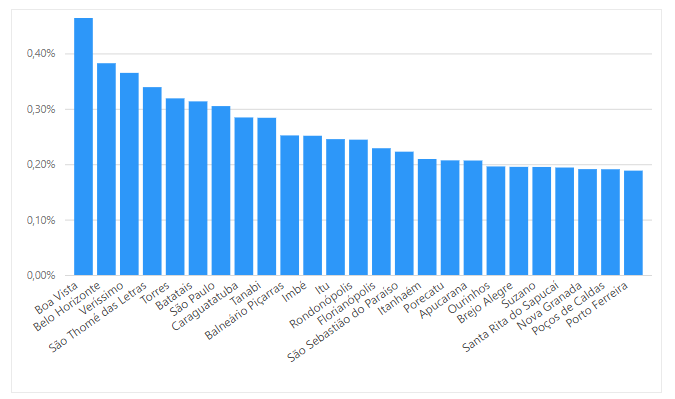 0,40%
0,30%
0,20%
0,10%
0,00%
Boa Vista
Belo Horizonte
Veríssimo
São Thomé das Letras
Torres
Batatais
São Paulo
Caraguatatuba
Tanabi
Balneário Piçarras
Imbé
Itu
Rondonópolis
Florianópolis
São Sebastião do Paraíso
Itanhaém
Porecatu
Apucarana
Ourinhos
Brejo Alegre
Suzano
Santa Rita do Sapucaí
Nova Granada
Poços de Caldas
Porto Ferreira